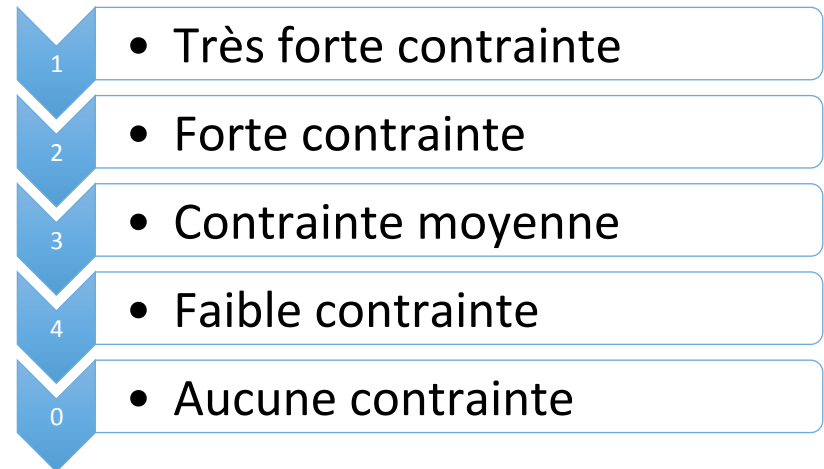 1 • Très forte contrainte
2 • Forte contrainte
3 • Contrainte moyenne
4 • Faible contrainte
0 • Aucune contrainte